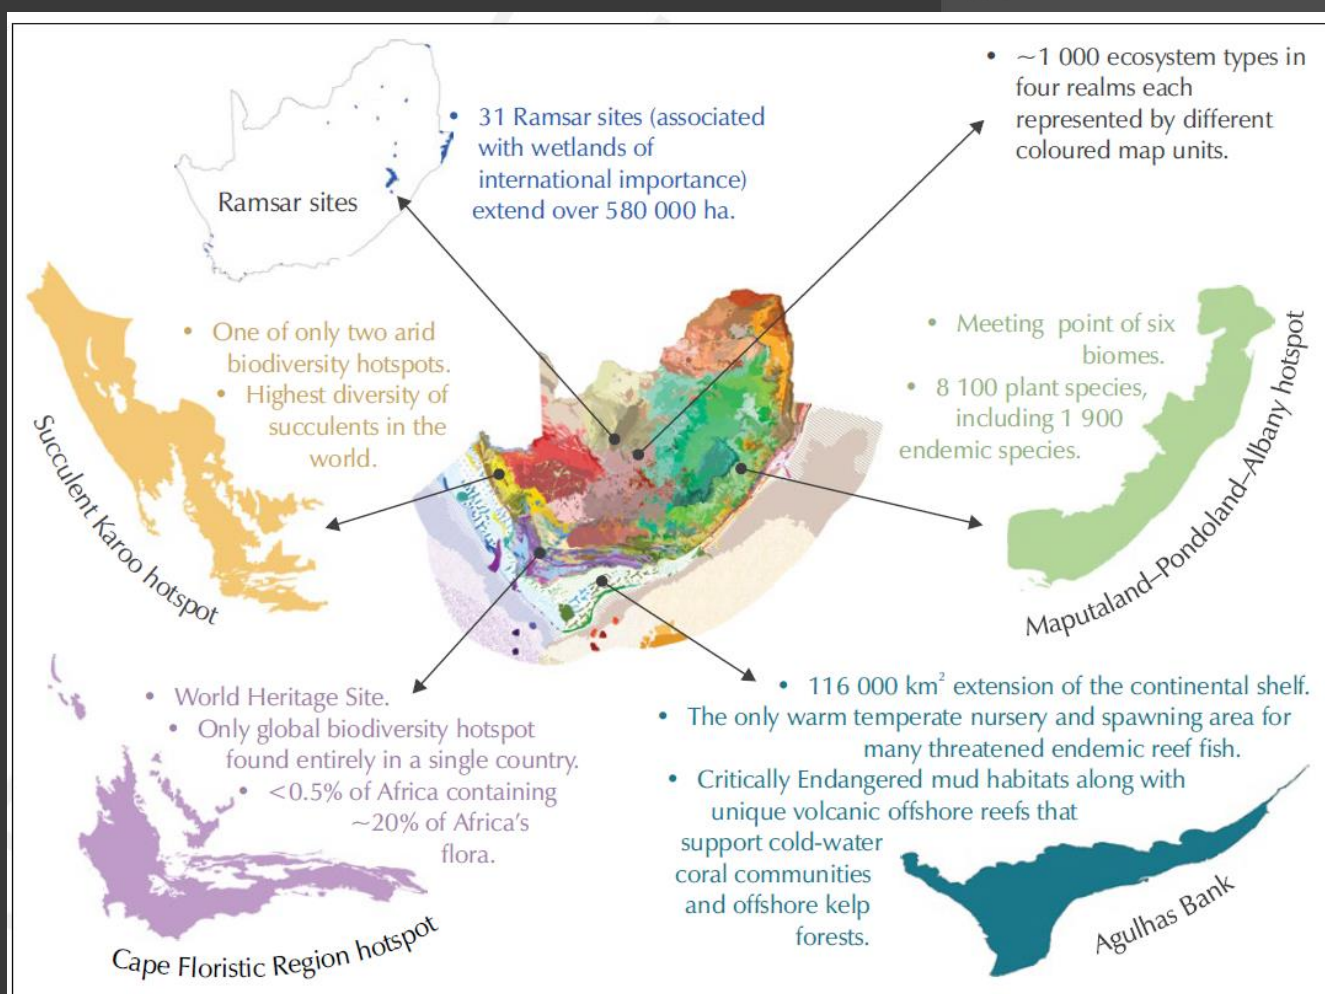 • ~1 000 ecosystem types in
four realms each
represented by different
coloured map units.
• 31 Ramsar sites (associated
with wetlands of
international importance)
extend over 580 000 ha.
Ramsar sites
• One of only two arid
biodiversity hotspots.
• Highest diversity of
succulents in the
world.
Succulent Karoo hotspot
• Meeting point of six
biomes.
• 8 100 plant species,
including 1 900
endemic species.
Maputaland–Pondoland–Albany hotspot
• World Heritage Site.
• Only global biodiversity hotspot
found entirely in a single country.
• <0.5% of Africa containing
~20% of Africa's
flora.
Cape Floristic Region hotspot
• 116 000 km² extension of the continental shelf.
• The only warm temperate nursery and spawning area for
many threatened endemic reef fish.
• Critically Endangered mud habitats along with
unique volcanic offshore reefs that
support cold-water
coral communities
and offshore kelp
forests.
Agulhas Bank